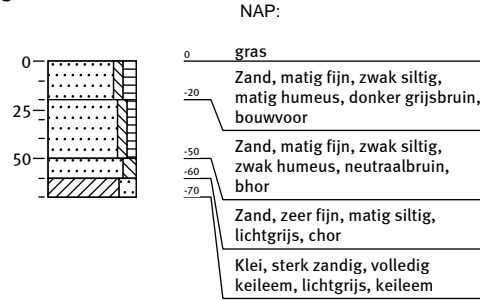 NAP:
0
25
50
0
gras
-20
Zand, matig fijn, zwak siltig,
matig humeus, donker grijsbruin,
bouwvoor
-50
Zand, matig fijn, zwak siltig,
zwak humeus, neutraalbruin,
bhor
-60
Zand, zeer fijn, matig siltig,
lichtgrijs, chor
-70
Klei, sterk zandig, volledig
keileem, lichtgrijs, keileem